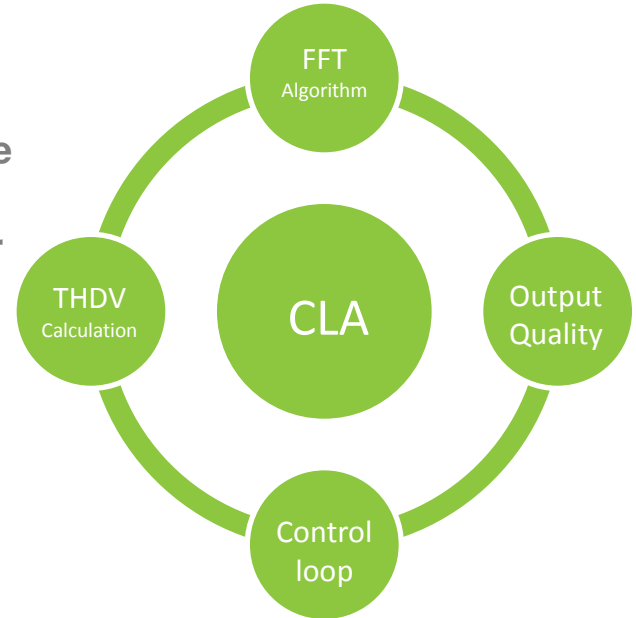 FFT
Algorithm
e
.
THDV
Calculation
CLA
Output
Quality
Control
loop